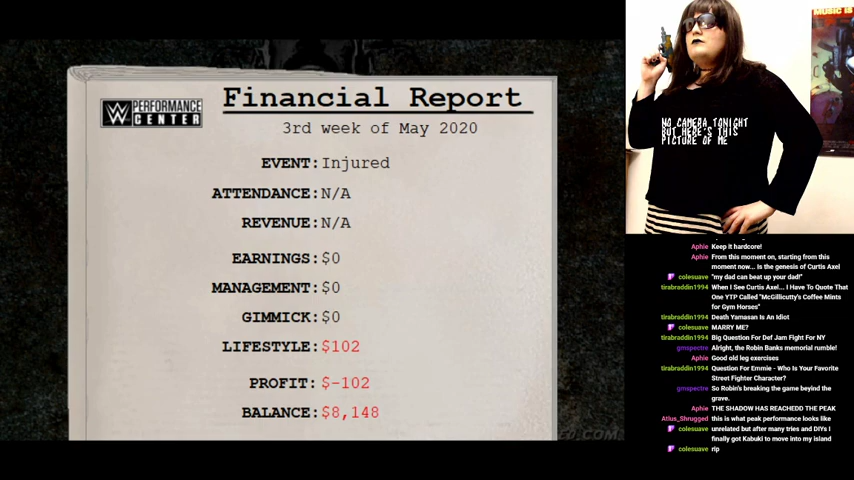 Financial Report
W PERFORMANCE
CENTER
3rd week of May 2020
EVENT: Injured
ATTENDANCE: N/A
REVENUE: N/A
EARNINGS: $0
MANAGEMENT: $0
GIMMICK: $0
LIFESTYLE: $102
PROFIT: $-102
BALANCE: $8,148
.COM
MUSIC IS
NO CAMERA TONIGHT
BUT HERE'S THIS
PICTURE OF ME
Aphie Keep it hardcore!
Aphie From this moment on, starting from this
moment now... Is the genesis of Curtis Axel
colesuave "my dad can beat up your dad!"
tirabraddin1994 When I See Curtis Axel... I Have To Quote That
One YTP Called "McGillicutty's Coffee Mints
for Gym Horses"
tirabraddin1994 Death Yamasan Is An Idiot
colesuave MARRY ME?
tirabraddin1994 Big Question For Def Jam Fight For NY
gmspectre Alright, the Robin Banks memorial rumble!
Aphie Good old leg exercises
tirabraddin1994 Question For Emmie - Who Is Your Favorite
Street Fighter Character?
gmspectre So Robin's breaking the game beyind the
grave.
Aphie THE SHADOW HAS REACHEDD THE PEAK
Atlus_Shrugged this is what peak performance looks like
colesuave unrelated but after many tries and DIYs I
finally got Kabuki to move into my island
colesuave rip